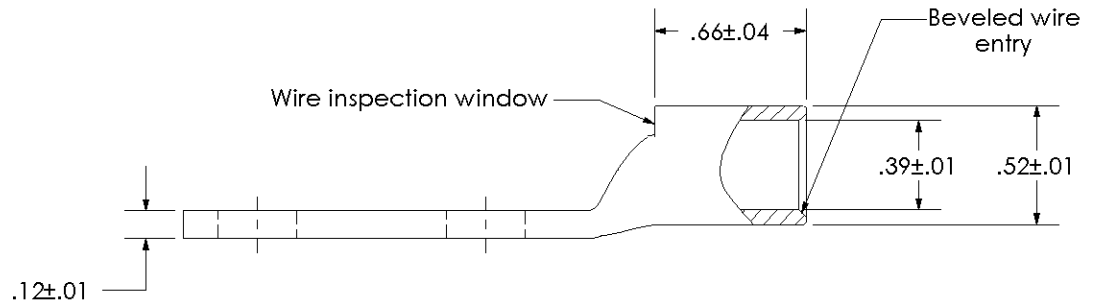 .66±.04
Beveled wire
entry
Wire inspection window
.39±.01
.52±.01
.12±.01